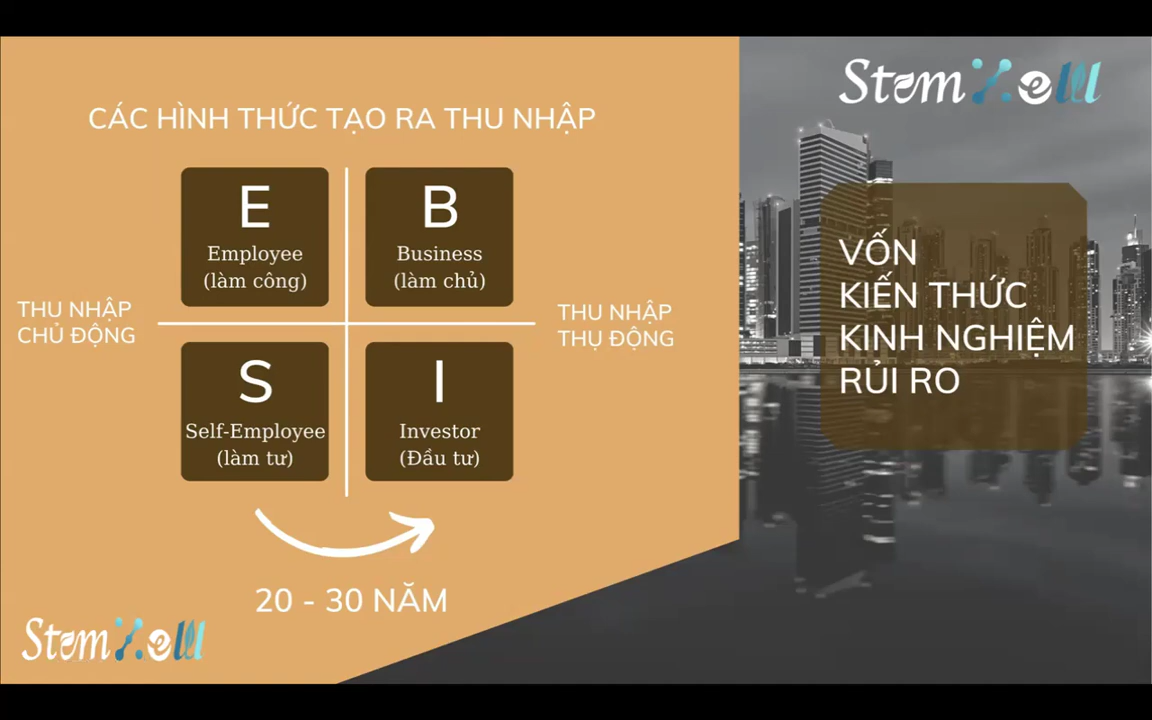 CÁC HÌNH THỨC TẠO RA THU NHẬP
E
Employee
(làm công)
B
Business
(làm chủ)
THU NHẬP
CHỦ ĐỘNG
THU NHẬP
THỤ ĐỘNG
S
Self-Employee
(làm tư)
I
Investor
(Đầu tư)
20 - 30 NĂM
StemXell
StemXell
VỐN
KIẾN THỨC
KINH NGHIỆM
RỦI RO